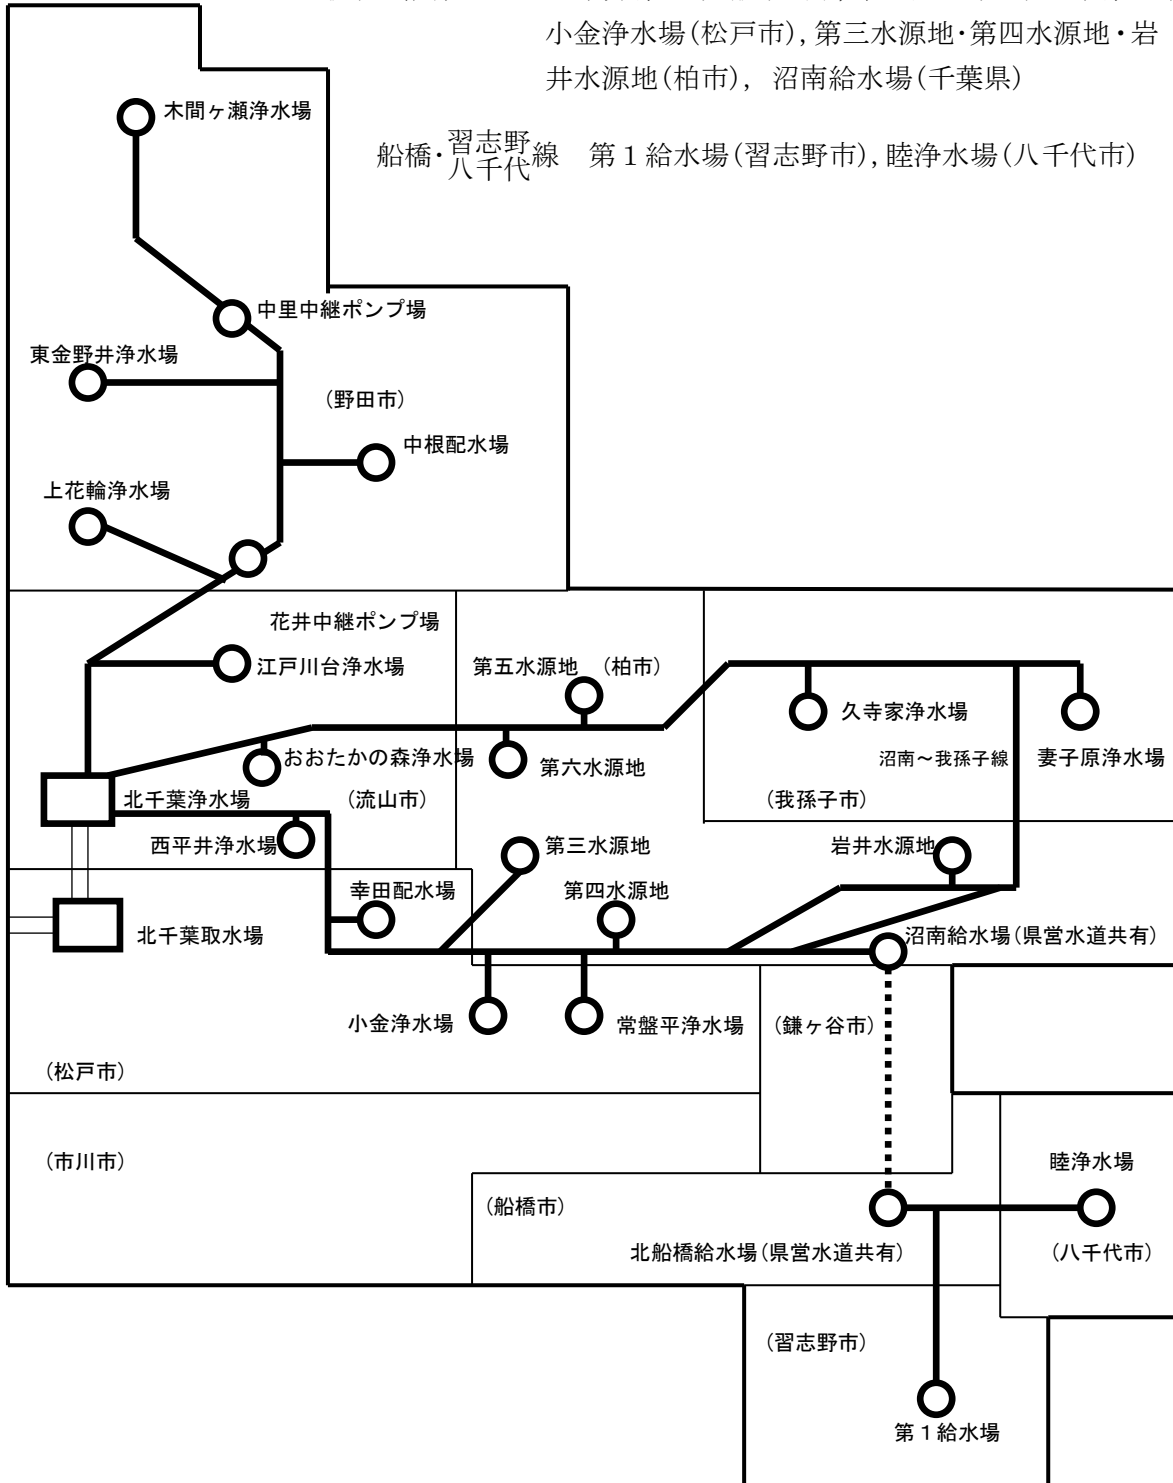 小金浄水場(松戸市), 第三水源地・第四水源地・岩
井水源地(柏市), 沼南給水場(千葉県)
船橋・習志野八千代線 第1給水場(習志野市), 睦浄水場(八千代市)
木間ヶ瀬浄水場
中里中継ポンプ場
東金野井浄水場
(野田市)
中根配水場
上花輪浄水場
花井中継ポンプ場
江戸川台浄水場
第五水源地 (柏市)
久寺家浄水場
おおたかの森浄水場
第六水源地
沼南～我孫子線
妻子原浄水場
北千葉浄水場
(流山市)
(我孫子市)
西平井浄水場
第三水源地
岩井水源地
幸田配水場
第四水源地
北千葉取水場
沼南給水場(県営水道共有)
小金浄水場
常盤平浄水場
(鎌ヶ谷市)
(松戸市)
(市川市)
睦浄水場
(船橋市)
北船橋給水場(県営水道共有)
(八千代市)
(習志野市)
第1給水場